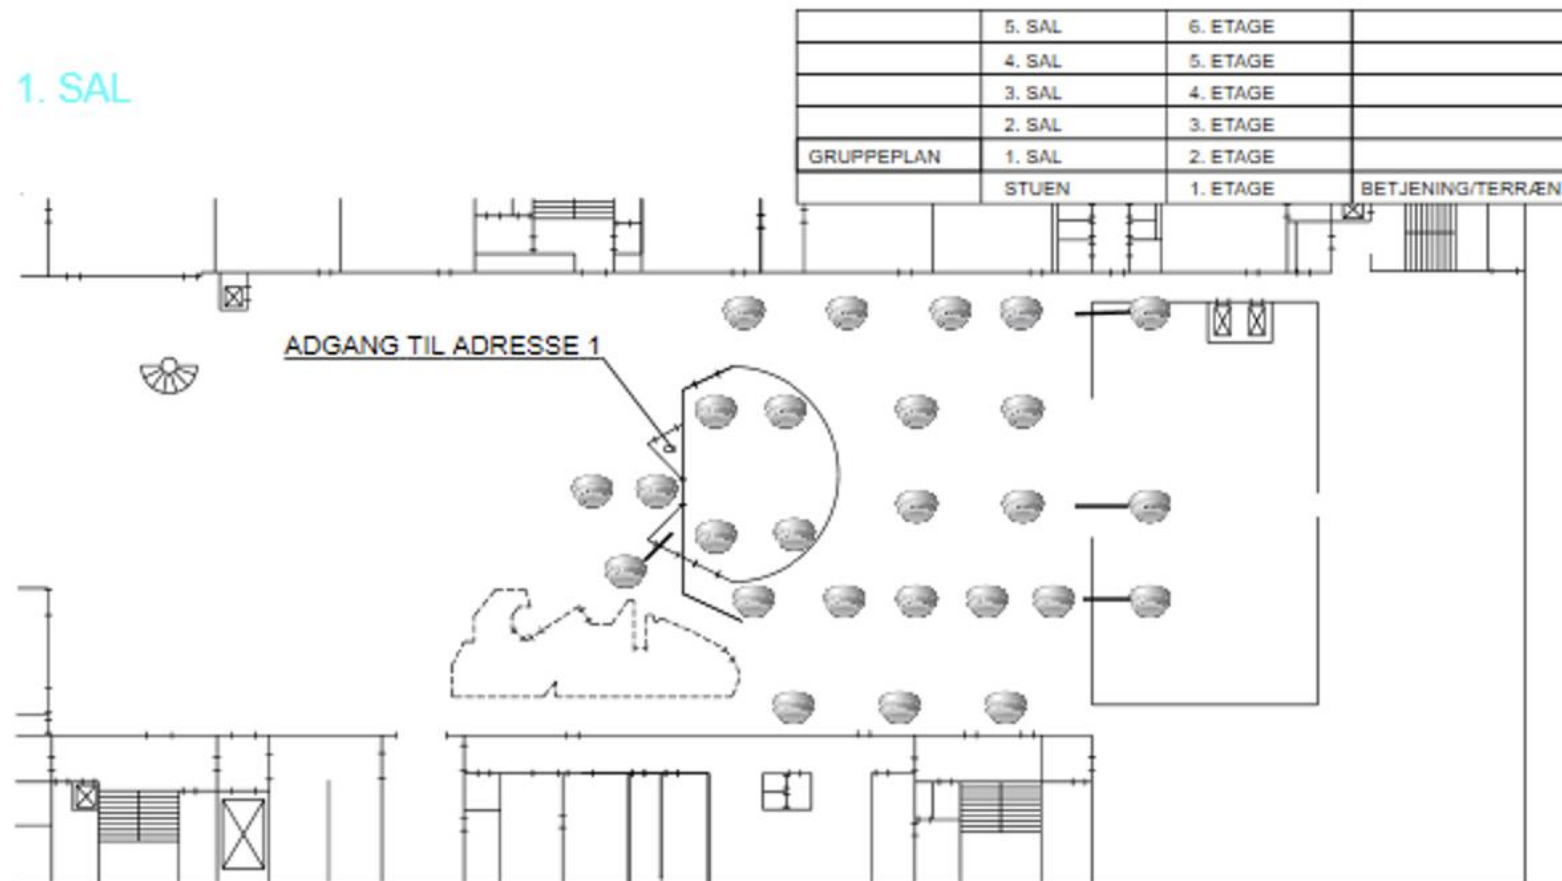 5. SAL 6. ETAGE
1. SAL
4. SAL 5. ETAGE
3. SAL 4. ETAGE
2. SAL 3. ETAGE
GRUPPEPLAN 1. SAL 2. ETAGE
STUEN 1. ETAGE BETJENING/TERRÆN
ADGANG TIL ADRESSE 1